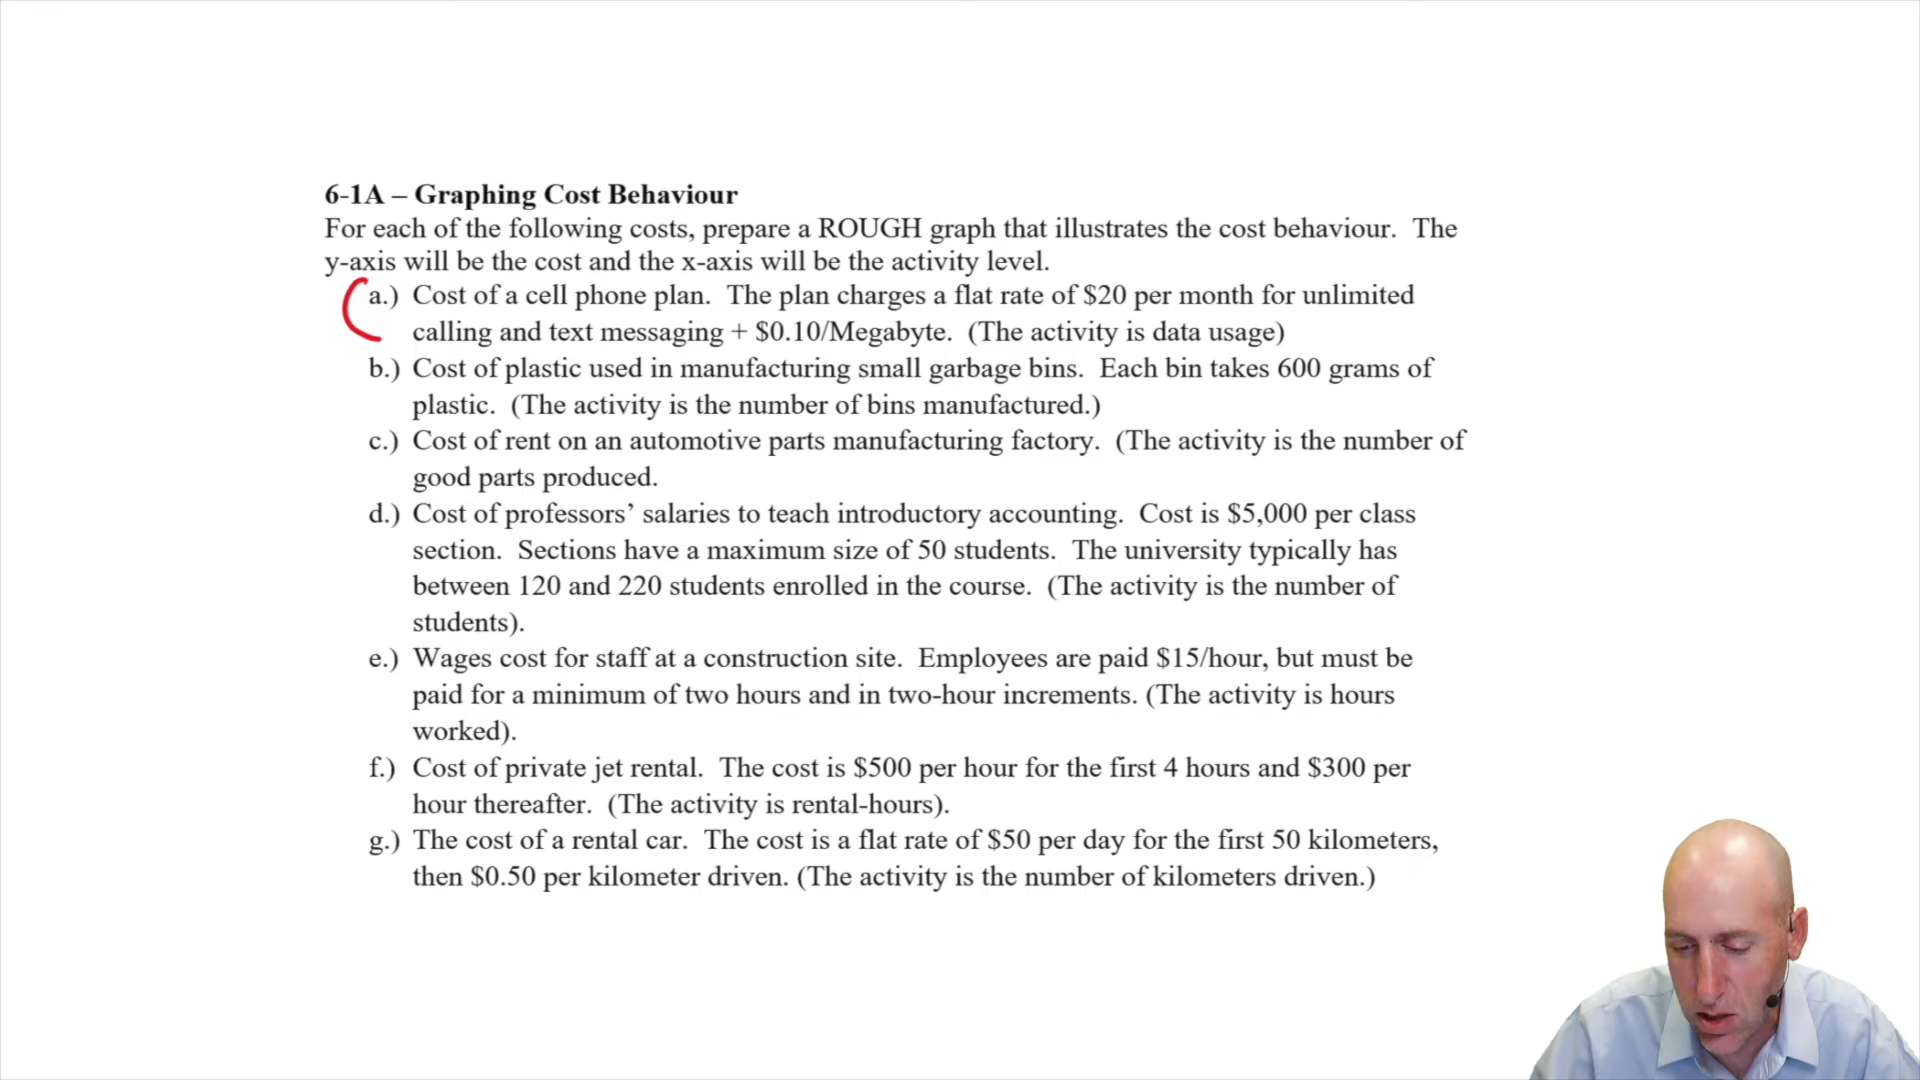 6-1A – Graphing Cost Behaviour
For each of the following costs, prepare a ROUGH graph that illustrates the cost behaviour.  The
y-axis will be the cost and the x-axis will be the activity level.
a.) Cost of a cell phone plan.  The plan charges a flat rate of $20 per month for unlimited
calling and text messaging + $0.10/Megabyte.  (The activity is data usage)
b.) Cost of plastic used in manufacturing small garbage bins.  Each bin takes 600 grams of
plastic.  (The activity is the number of bins manufactured.)
c.) Cost of rent on an automotive parts manufacturing factory.  (The activity is the number of
good parts produced.
d.) Cost of professors’ salaries to teach introductory accounting.  Cost is $5,000 per class
section.  Sections have a maximum size of 50 students.  The university typically has
between 120 and 220 students enrolled in the course.  (The activity is the number of
students).
e.) Wages cost for staff at a construction site.  Employees are paid $15/hour, but must be
paid for a minimum of two hours and in two-hour increments. (The activity is hours
worked).
f.) Cost of private jet rental.  The cost is $500 per hour for the first 4 hours and $300 per
hour thereafter.  (The activity is rental-hours).
g.) The cost of a rental car.  The cost is a flat rate of $50 per day for the first 50 kilometers,
then $0.50 per kilometer driven. (The activity is the number of kilometers driven.)